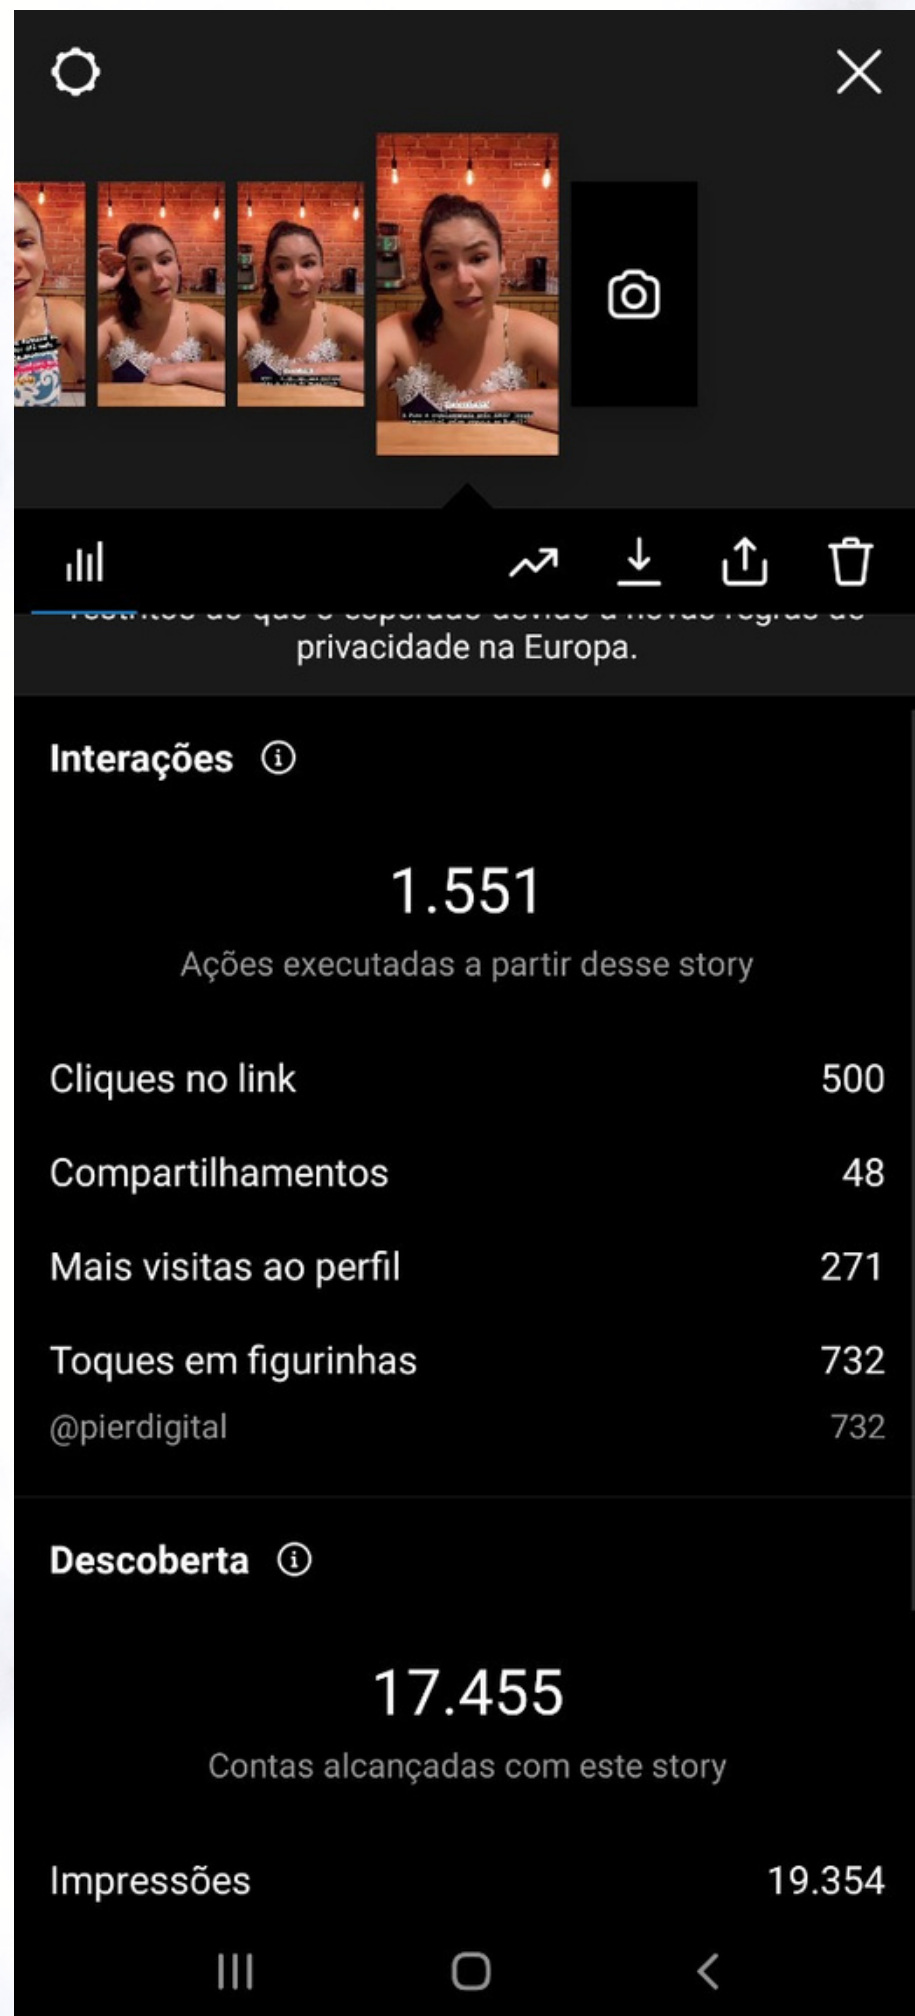 privacidade na Europa.
Interações
1.551
Ações executadas a partir desse story
Cliques no link 500
Compartilhamentos 48
Mais visitas ao perfil 271
Toques em figurinhas 732
@pierdigital 732
Descoberta
17.455
Contas alcançadas com este story
Impressões 19.354